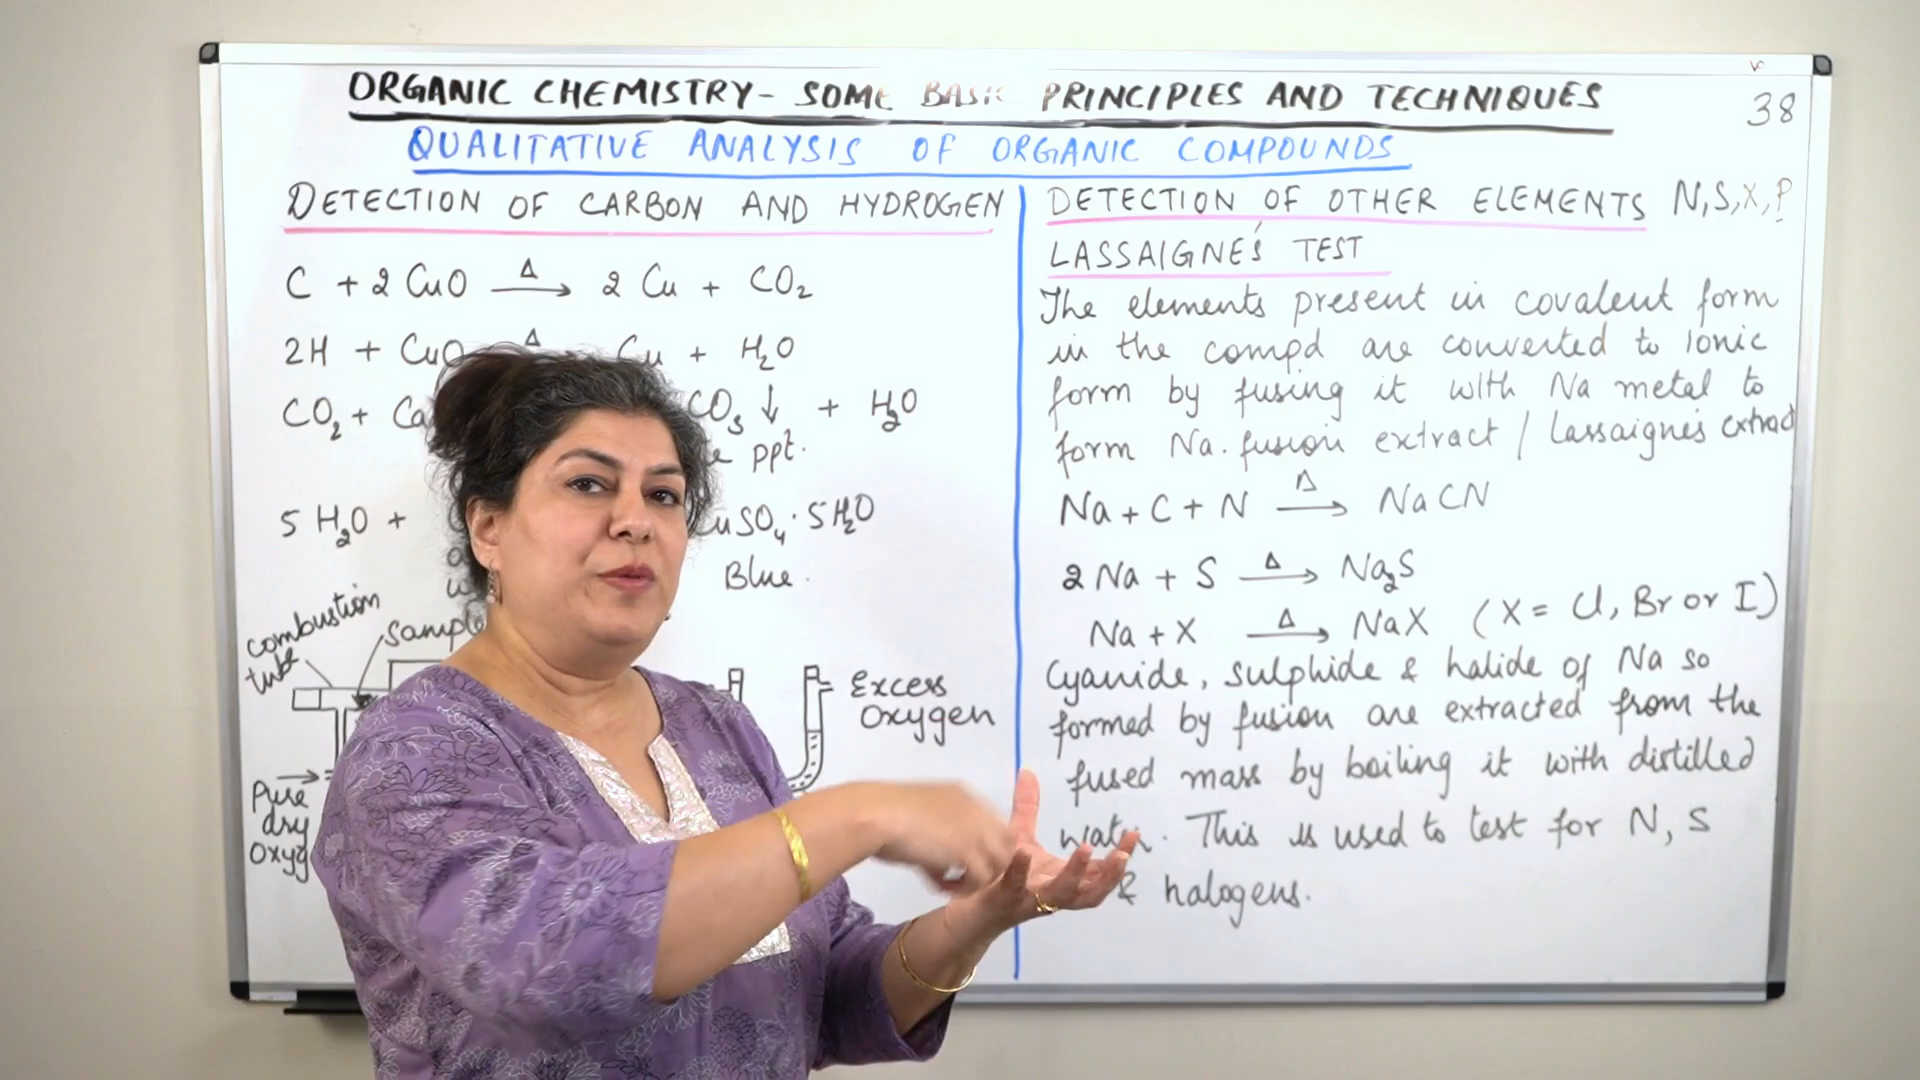 ORGANIC CHEMISTRY- SOME BASIC PRINCIPLES AND TECHNIQUES
38
QUALITATIVE ANALYSIS OF ORGANIC COMPOUNDS
DETECTION OF CARBON AND HYDROGEN
C + 2 CuO Δ→ 2 Cu + CO₂
2H + CuO Δ→ Cu + H₂O
CO₂ + Ca CO₃ ↓ + H₂O
ppt.
5 H₂O + CuSO₄·5H₂O
Blue.
combustion
tube
Sample
Excess
Oxygen
Pure
dry
Oxyg
DETECTION OF OTHER ELEMENTS N,S,X,P
LASSAIGNE'S TEST
The elements present in covalent form
in the compd are converted to Ionic
form by fusing it with Na metal to
form Na. fusion extract / Lassaigne's extract
Na + C + N Δ→ NaCN
2 Na + S Δ→ Na₂S
Na + X Δ→ NaX (X = Cl, Br or I)
Cyanide, sulphide & halide of Na so
formed by fusion are extracted from the
fused mass by boiling it with distilled
water. This is used to test for N, S
& halogens.